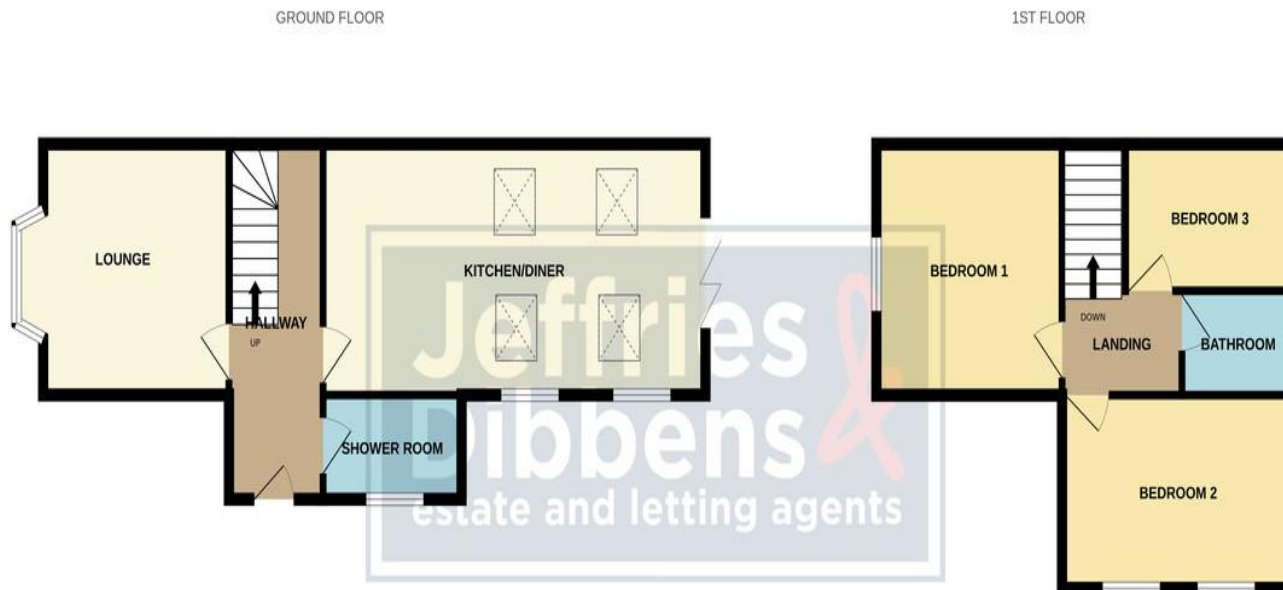 GROUND FLOOR
1ST FLOOR
LOUNGE
HALLWAY
UP
KITCHEN/DINER
SHOWER ROOM
BEDROOM 1
BEDROOM 3
DOWN
LANDING
BATHROOM
BEDROOM 2
Jeffries &
Dibbens
estate and letting agents